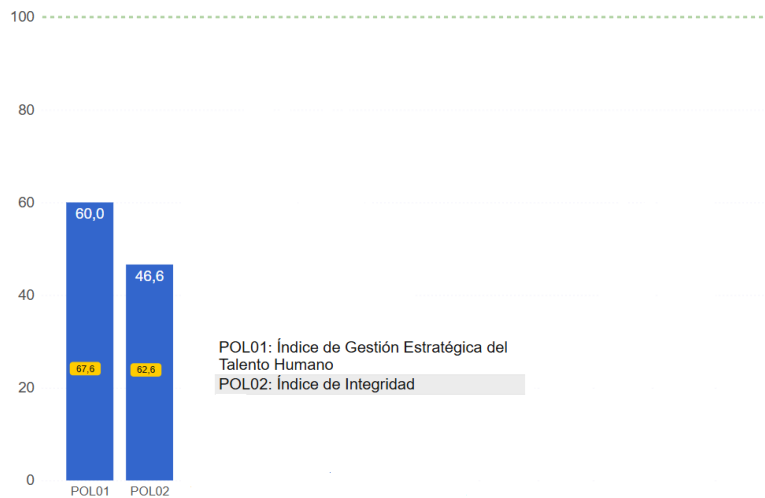 100
80
60
40
20
0
60,0
46,6
67,6
62,6
POL01
POL02
POL01: Índice de Gestión Estratégica del
Talento Humano
POL02: Índice de Integridad